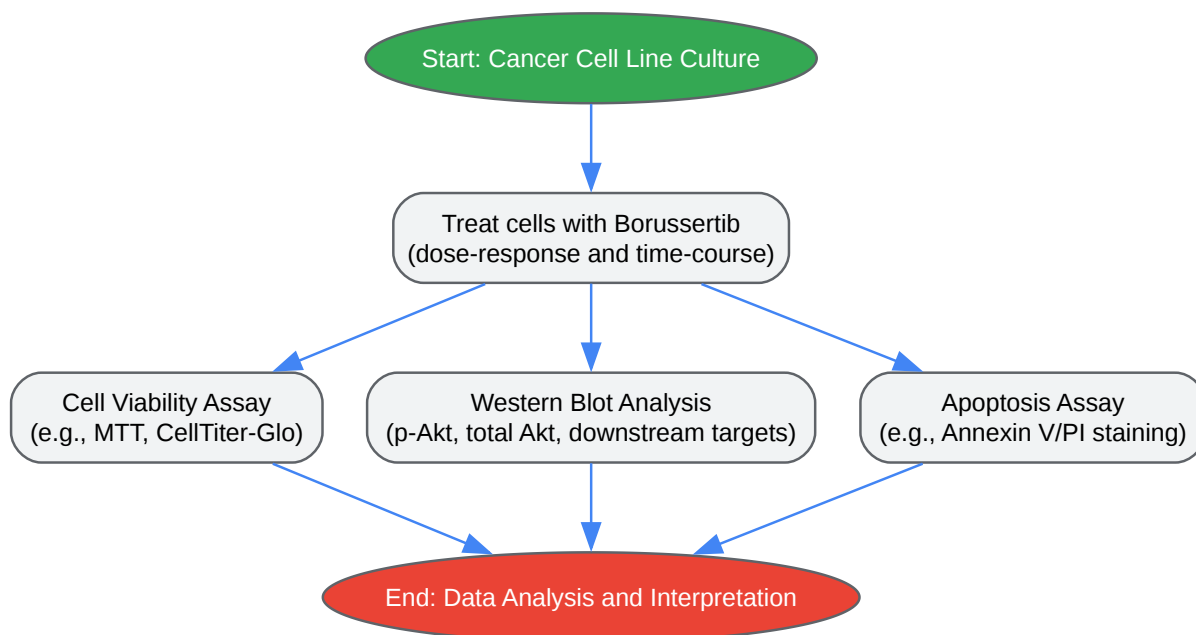 Start: Cancer Cell Line Culture
Treat cells with Borussertib
(dose-response and time-course)
Cell Viability Assay
(e.g., MTT, CellTiter-Glo)
Western Blot Analysis
(p-Akt, total Akt, downstream targets)
Apoptosis Assay
(e.g., Annexin V/PI staining)
End: Data Analysis and Interpretation